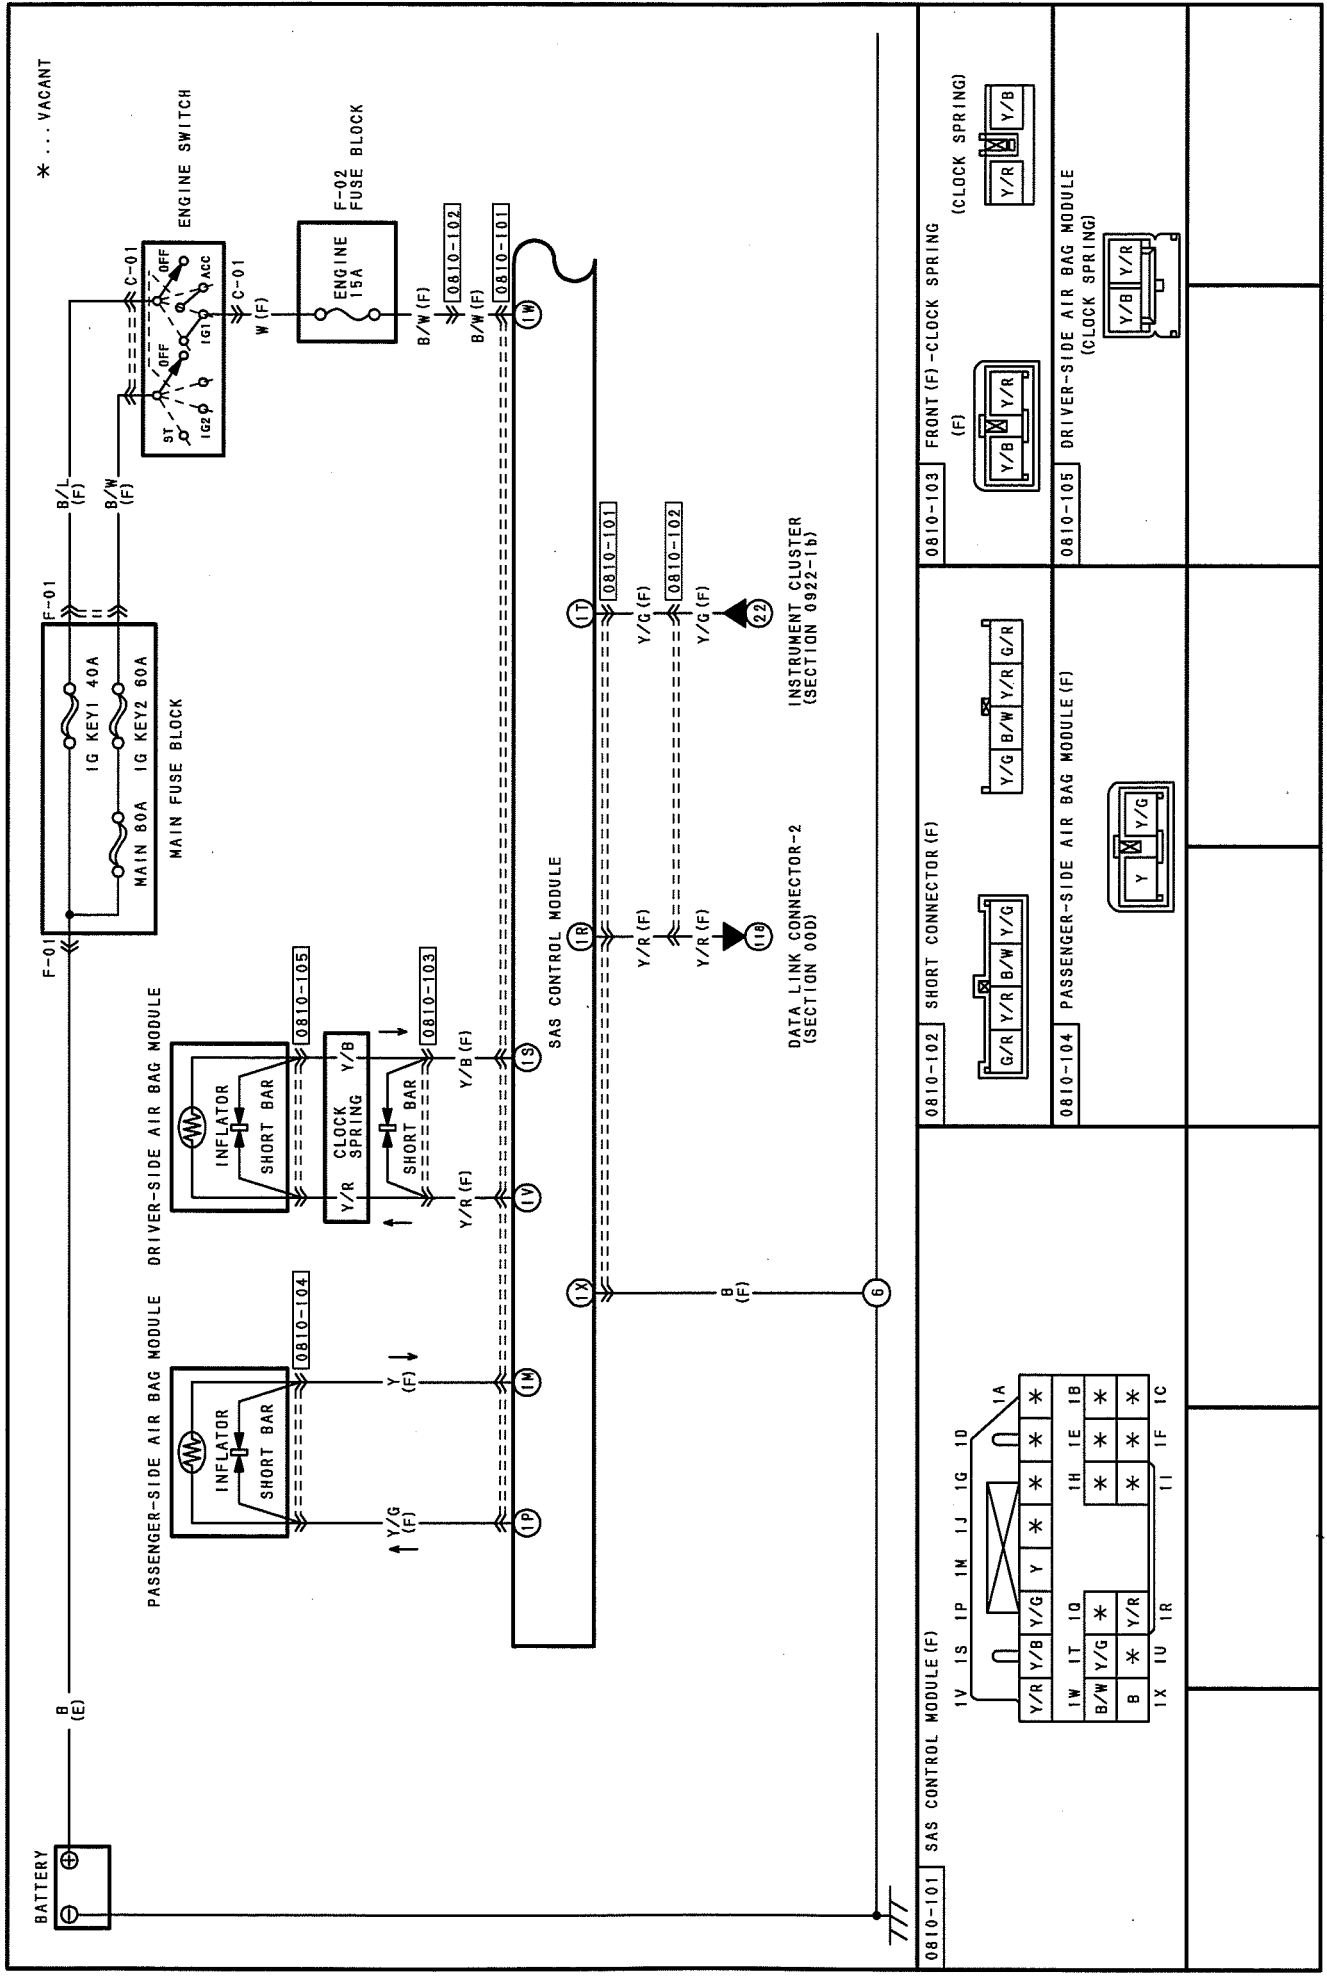 * ...VACANT
BATTERY
B
(E)
F-01
MAIN 80A
IG KEY1 40A
IG KEY2 60A
MAIN FUSE BLOCK
F-01
B/L
(F)
B/W
(F)
C-01
ENGINE SWITCH
ST
OFF
IG2
IG1
OFF
ACC
C-01
W (F)
ENGINE
15A
F-02
FUSE BLOCK
B/W (F)
0810-102
B/W (F)
0810-101
1W
PASSENGER-SIDE AIR BAG MODULE
INFLATOR
SHORT BAR
0810-104
Y/G
(F)
Y
(F)
1P
1M
DRIVER-SIDE AIR BAG MODULE
INFLATOR
SHORT BAR
0810-105
Y/R
CLOCK
SPRING
Y/B
SHORT BAR
0810-103
Y/R (F)
Y/B (F)
1V
1S
SAS CONTROL MODULE
1X
1R
1T
0810-101
B
(F)
Y/R (F)
Y/G (F)
0810-102
Y/R (F)
Y/G (F)
6
118
22
DATA LINK CONNECTOR-2
(SECTION 00D)
INSTRUMENT CLUSTER
(SECTION 0922-1b)
0810-101 SAS CONTROL MODULE (F)
1V 1S 1P 1M 1J 1G 1D 1A
Y/R Y/B Y/G Y * * * *
1W 1T 1Q 1H 1E 1B
B/W Y/G * * * *
B * Y/R * * *
1X 1U 1R 1I 1F 1C
0810-102 SHORT CONNECTOR (F)
G/R Y/R B/W Y/G
Y/G B/W Y/R G/R
0810-103 FRONT (F) -CLOCK SPRING
(F)
(CLOCK SPRING)
Y/B Y/R
Y/R Y/B
0810-104 PASSENGER-SIDE AIR BAG MODULE (F)
Y Y/G
0810-105 DRIVER-SIDE AIR BAG MODULE
(CLOCK SPRING)
Y/B Y/R